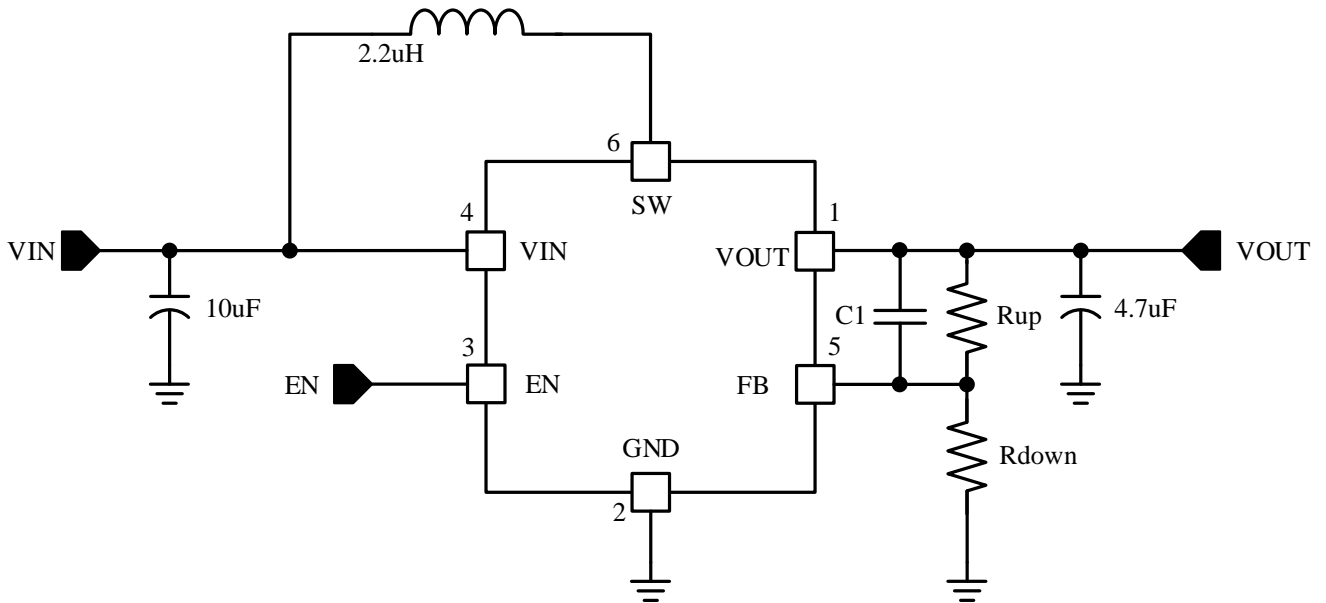 2.2uH
6
SW
4
1
VIN
VIN
VOUT
VOUT
10uF
C1
Rup
4.7uF
3
5
EN
EN
FB
GND
Rdown
2